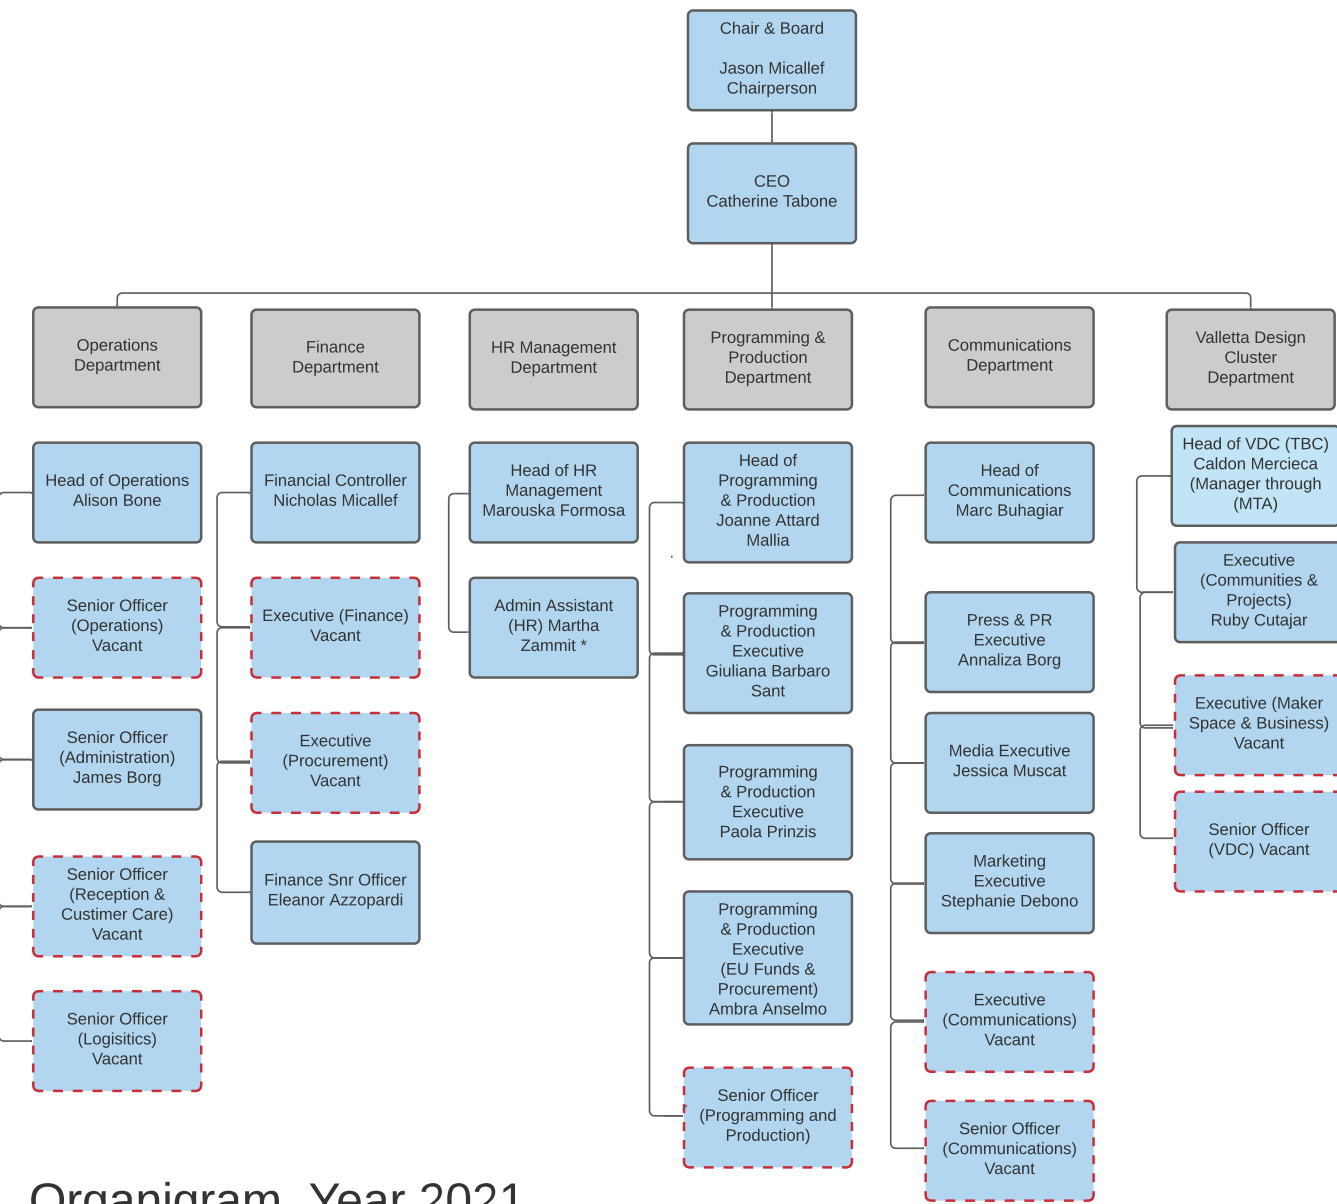 Chair & Board
Jason Micallef
Chairperson
CEO
Catherine Tabone
Operations
Department
Finance
Department
HR Management
Department
Programming &
Production
Department
Communications
Department
Valletta Design
Cluster
Department
Head of Operations
Alison Bone
Senior Officer
(Operations)
Vacant
Senior Officer
(Administration)
James Borg
Senior Officer
(Reception &
Custimer Care)
Vacant
Senior Officer
(Logisitics)
Vacant
Financial Controller
Nicholas Micallef
Executive (Finance)
Vacant
Executive
(Procurement)
Vacant
Finance Snr Officer
Eleanor Azzopardi
Head of HR
Management
Marouska Formosa
Admin Assistant
(HR) Martha
Zammit *
Head of
Programming
& Production
Joanne Attard
Mallia
Programming
& Production
Executive
Giuliana Barbaro
Sant
Programming
& Production
Executive
Paola Prinzis
Programming
& Production
Executive
(EU Funds &
Procurement)
Ambra Anselmo
Senior Officer
(Programming and
Production)
Head of
Communications
Marc Buhagiar
Press & PR
Executive
Annaliza Borg
Media Executive
Jessica Muscat
Marketing
Executive
Stephanie Debono
Executive
(Communications)
Vacant
Senior Officer
(Communications)
Vacant
Head of VDC (TBC)
Caldon Mercieca
(Manager through
(MTA)
Executive
(Communities &
Projects)
Ruby Cutajar
Executive (Maker
Space & Business)
Vacant
Senior Officer
(VDC) Vacant
Organigram Year 2021